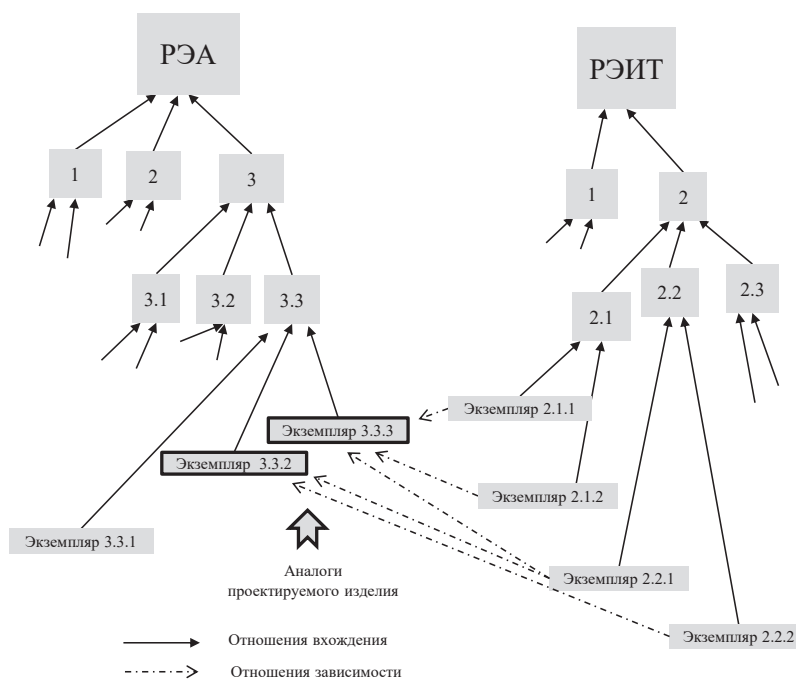 РЭА
РЭИТ
1
2
3
1
2
3.1
3.2
3.3
2.1
2.2
2.3
Экземпляр 2.1.1
Экземпляр 3.3.3
Экземпляр 3.3.2
Экземпляр 2.1.2
Экземпляр 3.3.1
Экземпляр 2.2.1
Аналоги
проектируемого изделия
Экземпляр 2.2.2
Отношения вхождения
Отношения зависимости